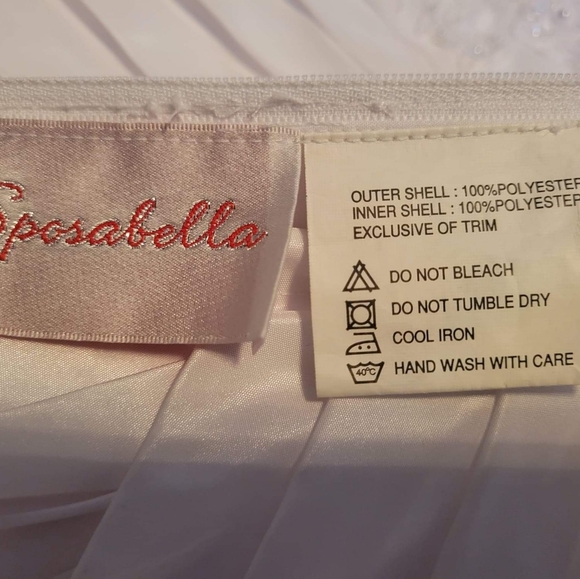 Sposabella
OUTER SHELL : 100%POLYESTER
INNER SHELL : 100%POLYESTER
EXCLUSIVE OF TRIM
DO NOT BLEACH
DO NOT TUMBLE DRY
COOL IRON
40°C HAND WASH WITH CARE